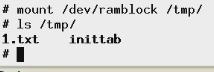 # mount /dev/ramblock /tmp/
# ls /tmp/
1.txt    inittab
#